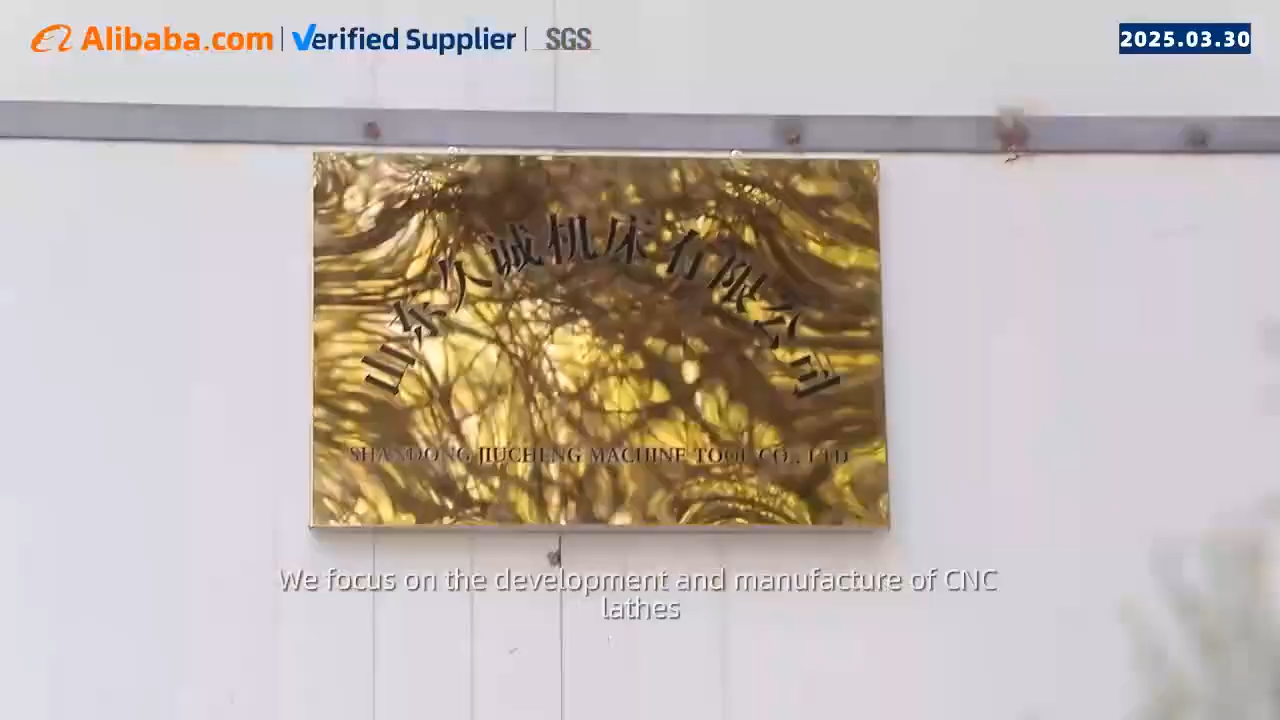 Alibaba.com | Verified Supplier | SGS
2025.03.30
山东久诚机床有限公司
SHANDONG JIUCHENG MACHINE TOOL CO., LTD
We focus on the development and manufacture of CNC
lathes